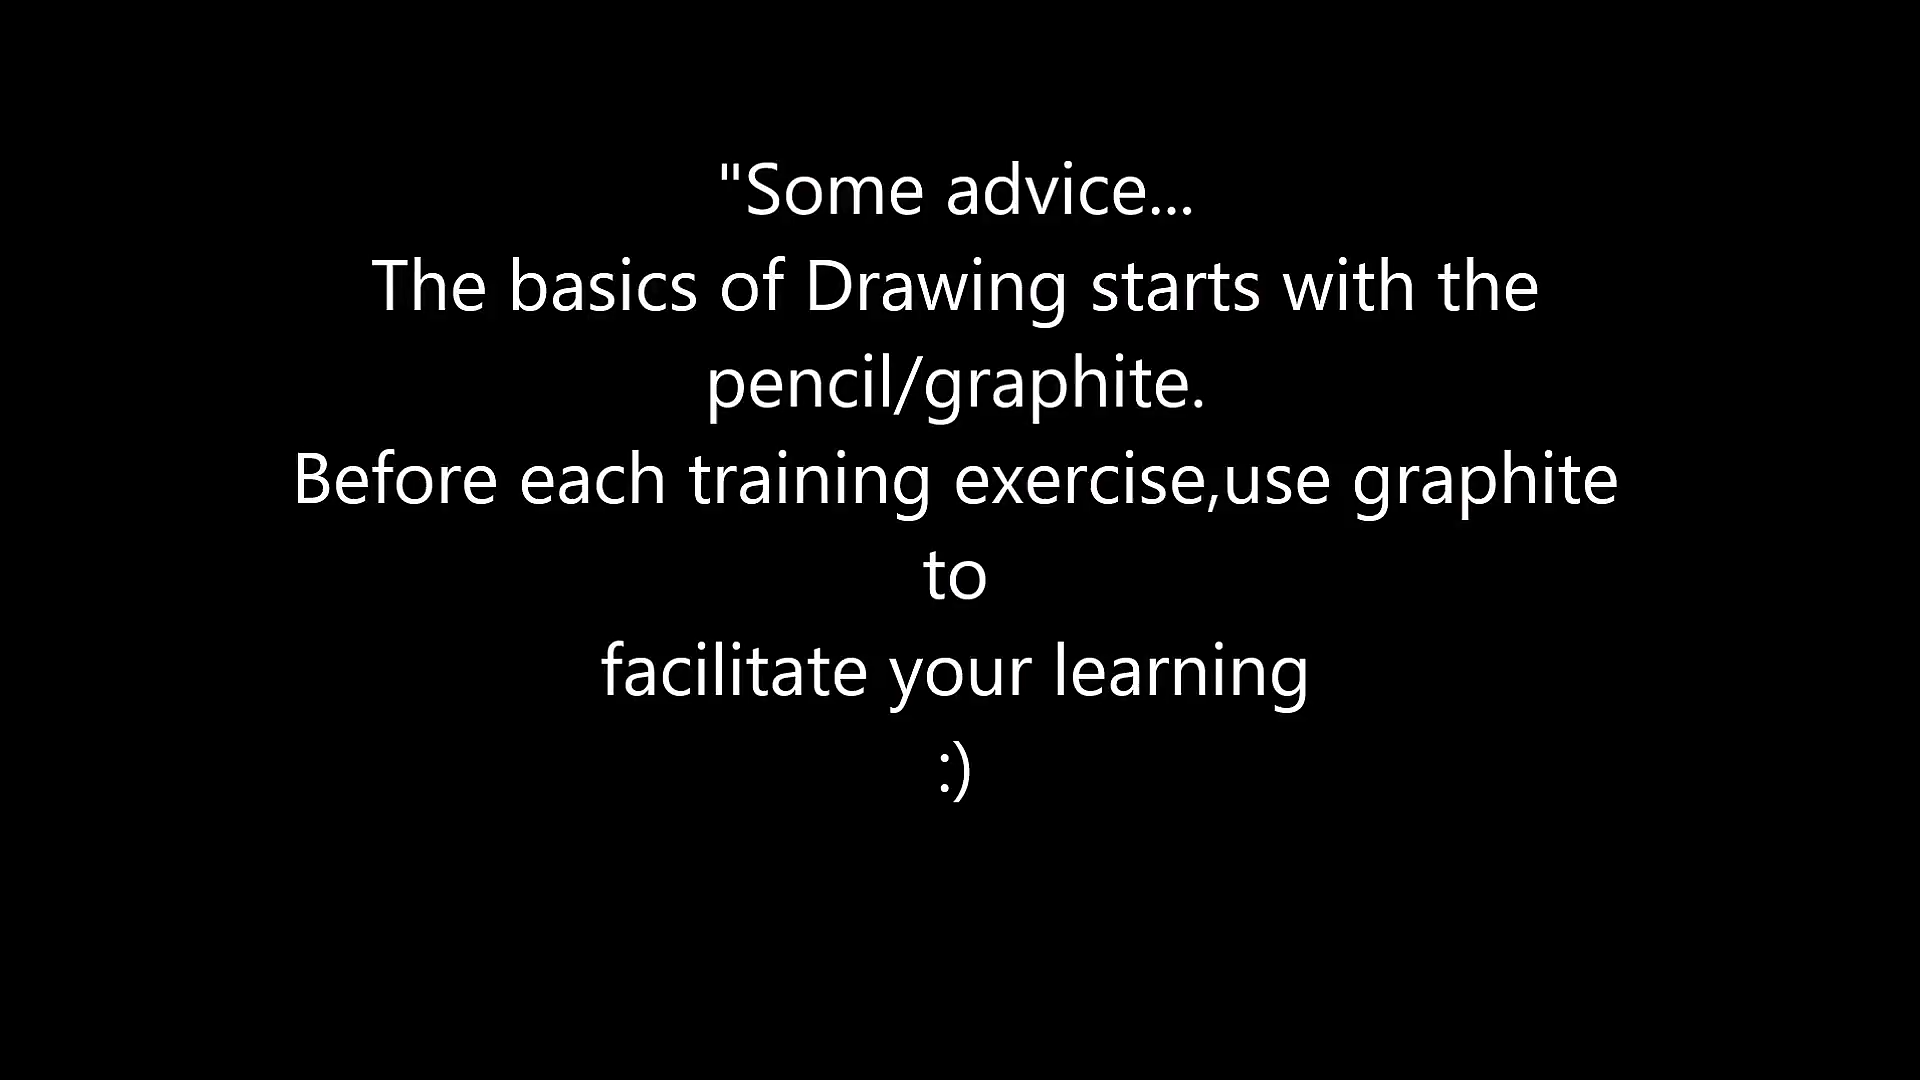 "Some advice...
The basics of Drawing starts with the
pencil/graphite.
Before each training exercise,use graphite
to
facilitate your learning
:)